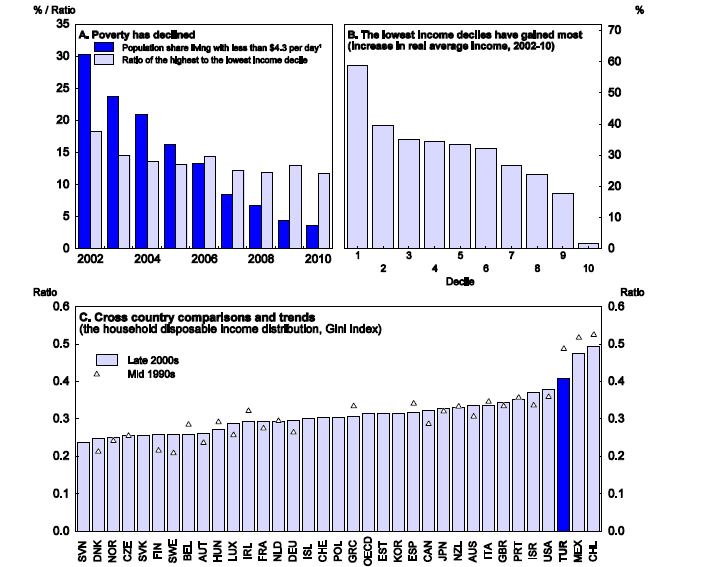 % / Ratio
%
35
30
25
20
15
10
5
0
A. Poverty has declined
Population share living with less than $4.3 per day¹
Ratio of the highest to the lowest income decile
2002 2004 2006 2008 2010
B. The lowest income deciles have gained most
(increase in real average income, 2002-10)
70
60
50
40
30
20
10
0
1 2 3 4 5 6 7 8 9 10
Decile
Ratio
Ratio
0.6
0.5
0.4
0.3
0.2
0.1
0.0
C. Cross country comparisons and trends
(the household disposable income distribution, Gini index)
Late 2000s
Mid 1990s
0.6
0.5
0.4
0.3
0.2
0.1
0.0
SVN DNK NOR CZE SVK FIN SWE BEL AUT HUN LUX IRL FRA NLD DEU ISL CHE POL GRC OECD EST KOR ESP CAN JPN NZL AUS ITA GBR PRT ISR USA TUR MEX CHL